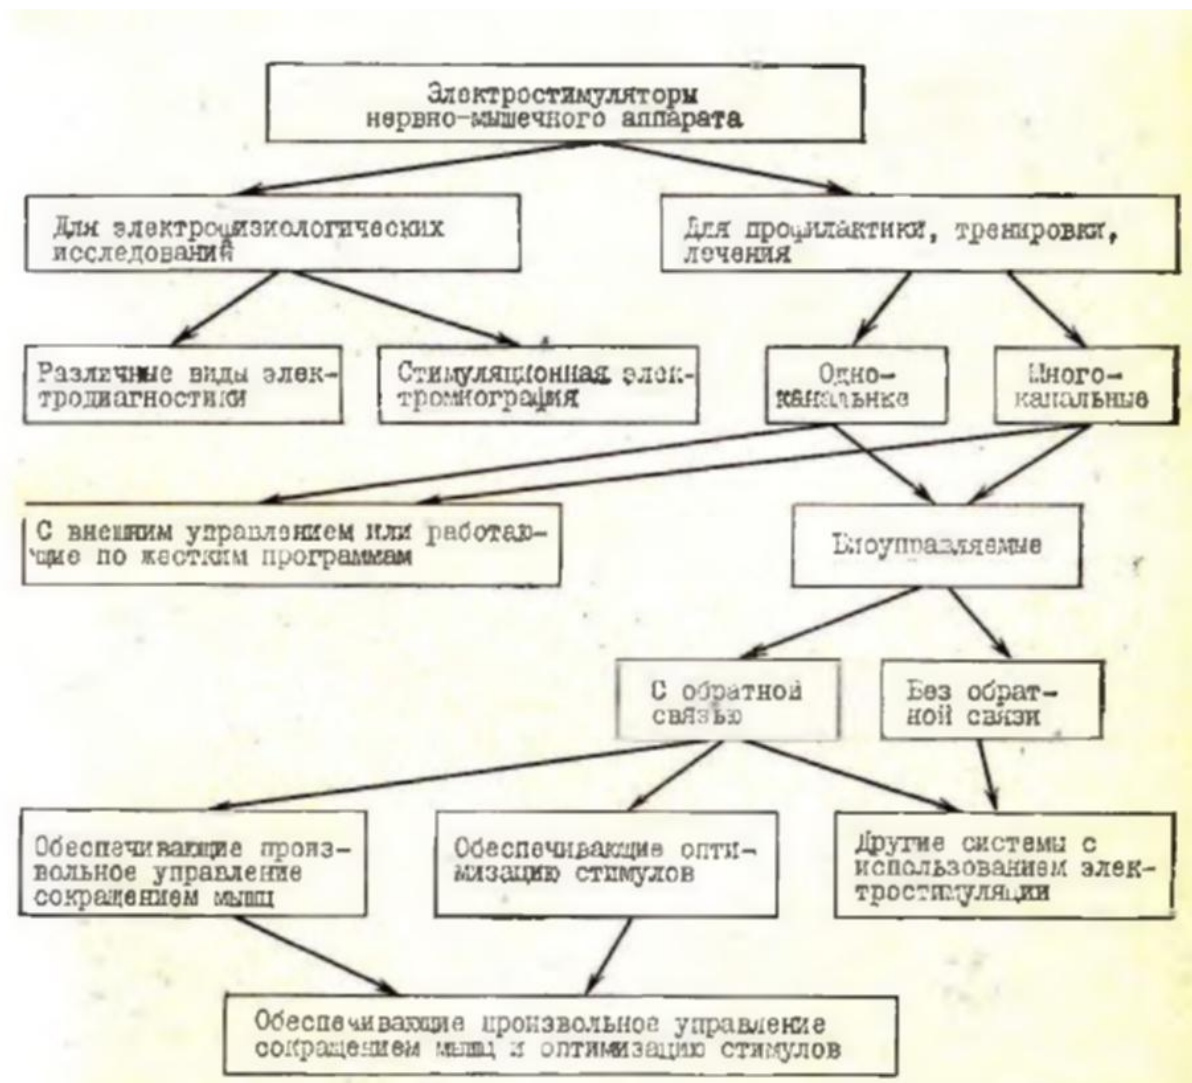 Электростимуляторы
нервно-мышечного аппарата
Для электрофизиологических
исследований
Для профилактики, тренировки,
лечения
Различные виды элек-
тродиагностики
Стимуляционная элек-
тромиография
Одно-
канальные
Много-
канальные
С внешним управлением или работаю-
щие по жестким программам
Биоуправляемые
С обратной
связью
Без обрат-
ной связи
Обеспечивающие произ-
вольное управление
сокращением мышц
Обеспечивающие опти-
мизацию стимулов
Другие системы с
использованием элек-
тростимуляции
Обеспечивающие произвольное управление
сокращением мышц и оптимизацию стимулов